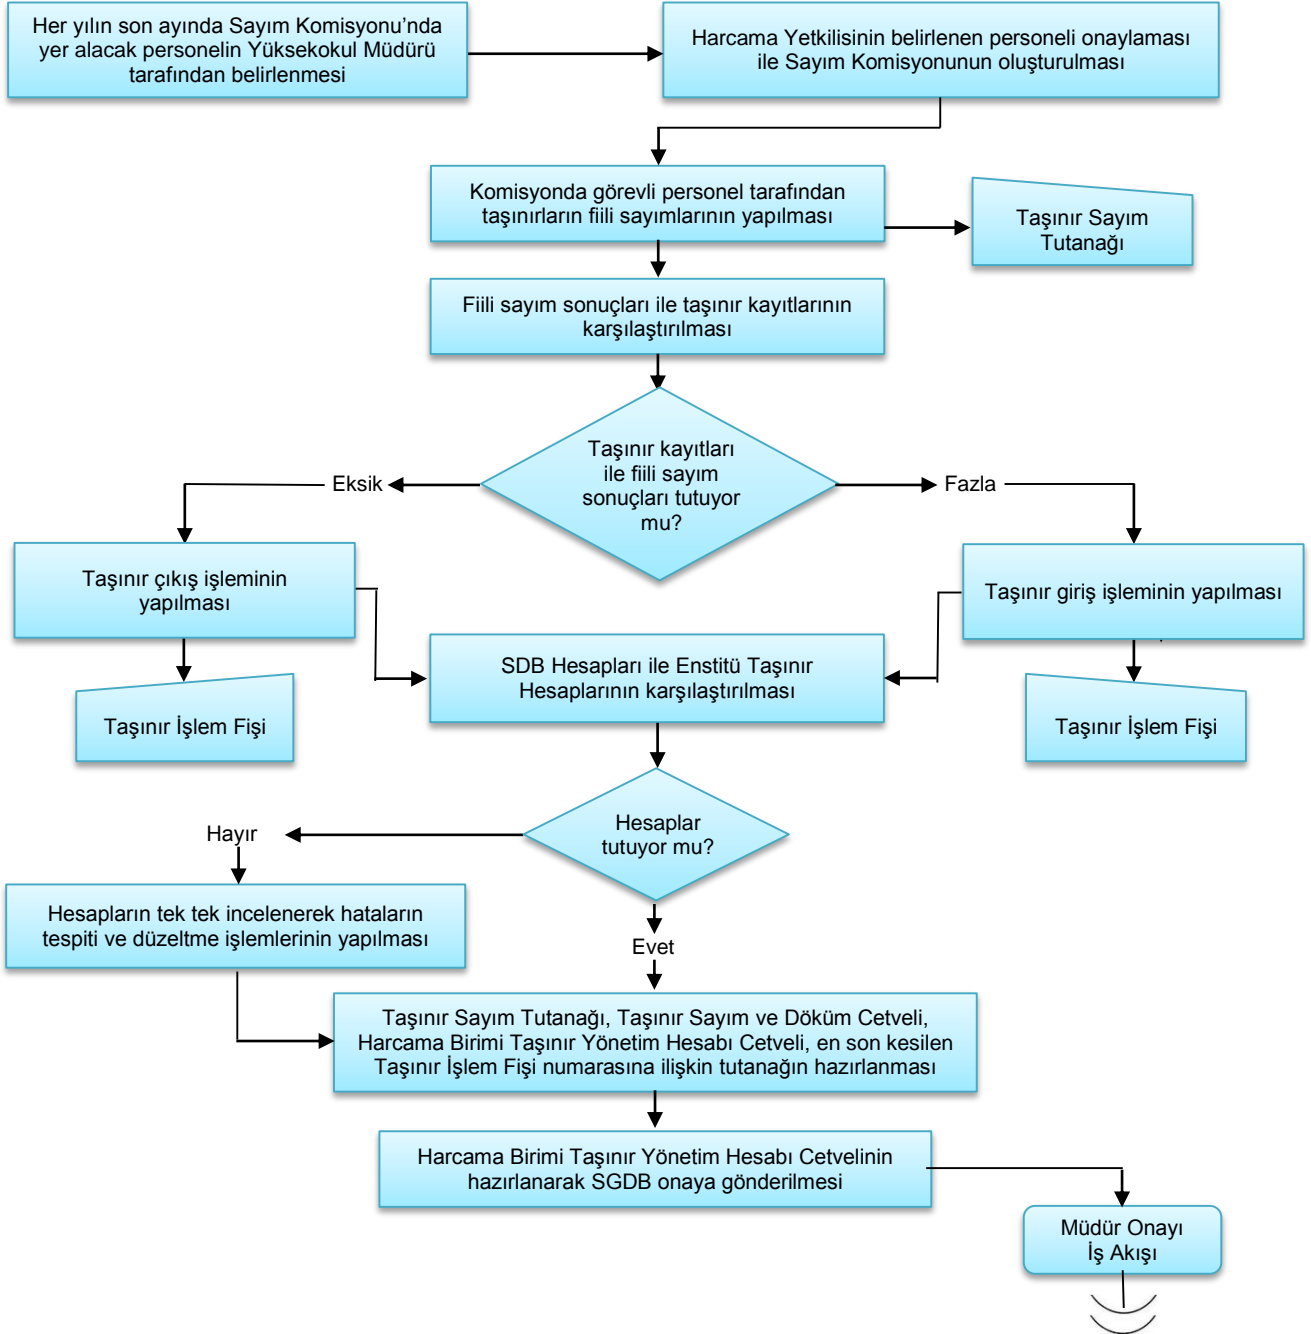 Her yılın son ayında Sayım Komisyonu’nda
yer alacak personelin Yüksekokul Müdürü
tarafından belirlenmesi
Harcama Yetkilisinin belirlenen personeli onaylaması
ile Sayım Komisyonunun oluşturulması
Komisyonda görevli personel tarafından
taşınırların fiili sayımlarının yapılması
Taşınır Sayım
Tutanağı
Fiili sayım sonuçları ile taşınır kayıtlarının
karşılaştırılması
Taşınır kayıtları
ile fiili sayım
sonuçları tutuyor
mu?
Eksik
Fazla
Taşınır çıkış işleminin
yapılması
Taşınır giriş işleminin yapılması
SDB Hesapları ile Enstitü Taşınır
Hesaplarının karşılaştırılması
Taşınır İşlem Fişi
Taşınır İşlem Fişi
Hesaplar
tutuyor mu?
Hayır
Hesapların tek tek incelenerek hataların
tespiti ve düzeltme işlemlerinin yapılması
Evet
Taşınır Sayım Tutanağı, Taşınır Sayım ve Döküm Cetveli,
Harcama Birimi Taşınır Yönetim Hesabı Cetveli, en son kesilen
Taşınır İşlem Fişi numarasına ilişkin tutanağın hazırlanması
Harcama Birimi Taşınır Yönetim Hesabı Cetvelinin
hazırlanarak SGDB onaya gönderilmesi
Müdür Onayı
İş Akışı